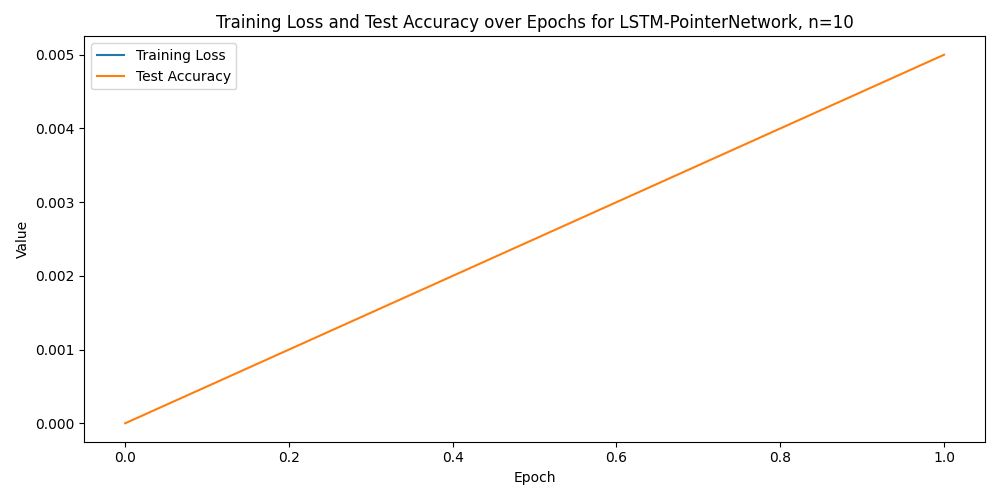 Training Loss and Test Accuracy over Epochs for LSTM-PointerNetwork, n=10
Training Loss
Test Accuracy
0.005
0.004
0.003
0.002
0.001
0.000
Value
0.0 0.2 0.4 0.6 0.8 1.0
Epoch